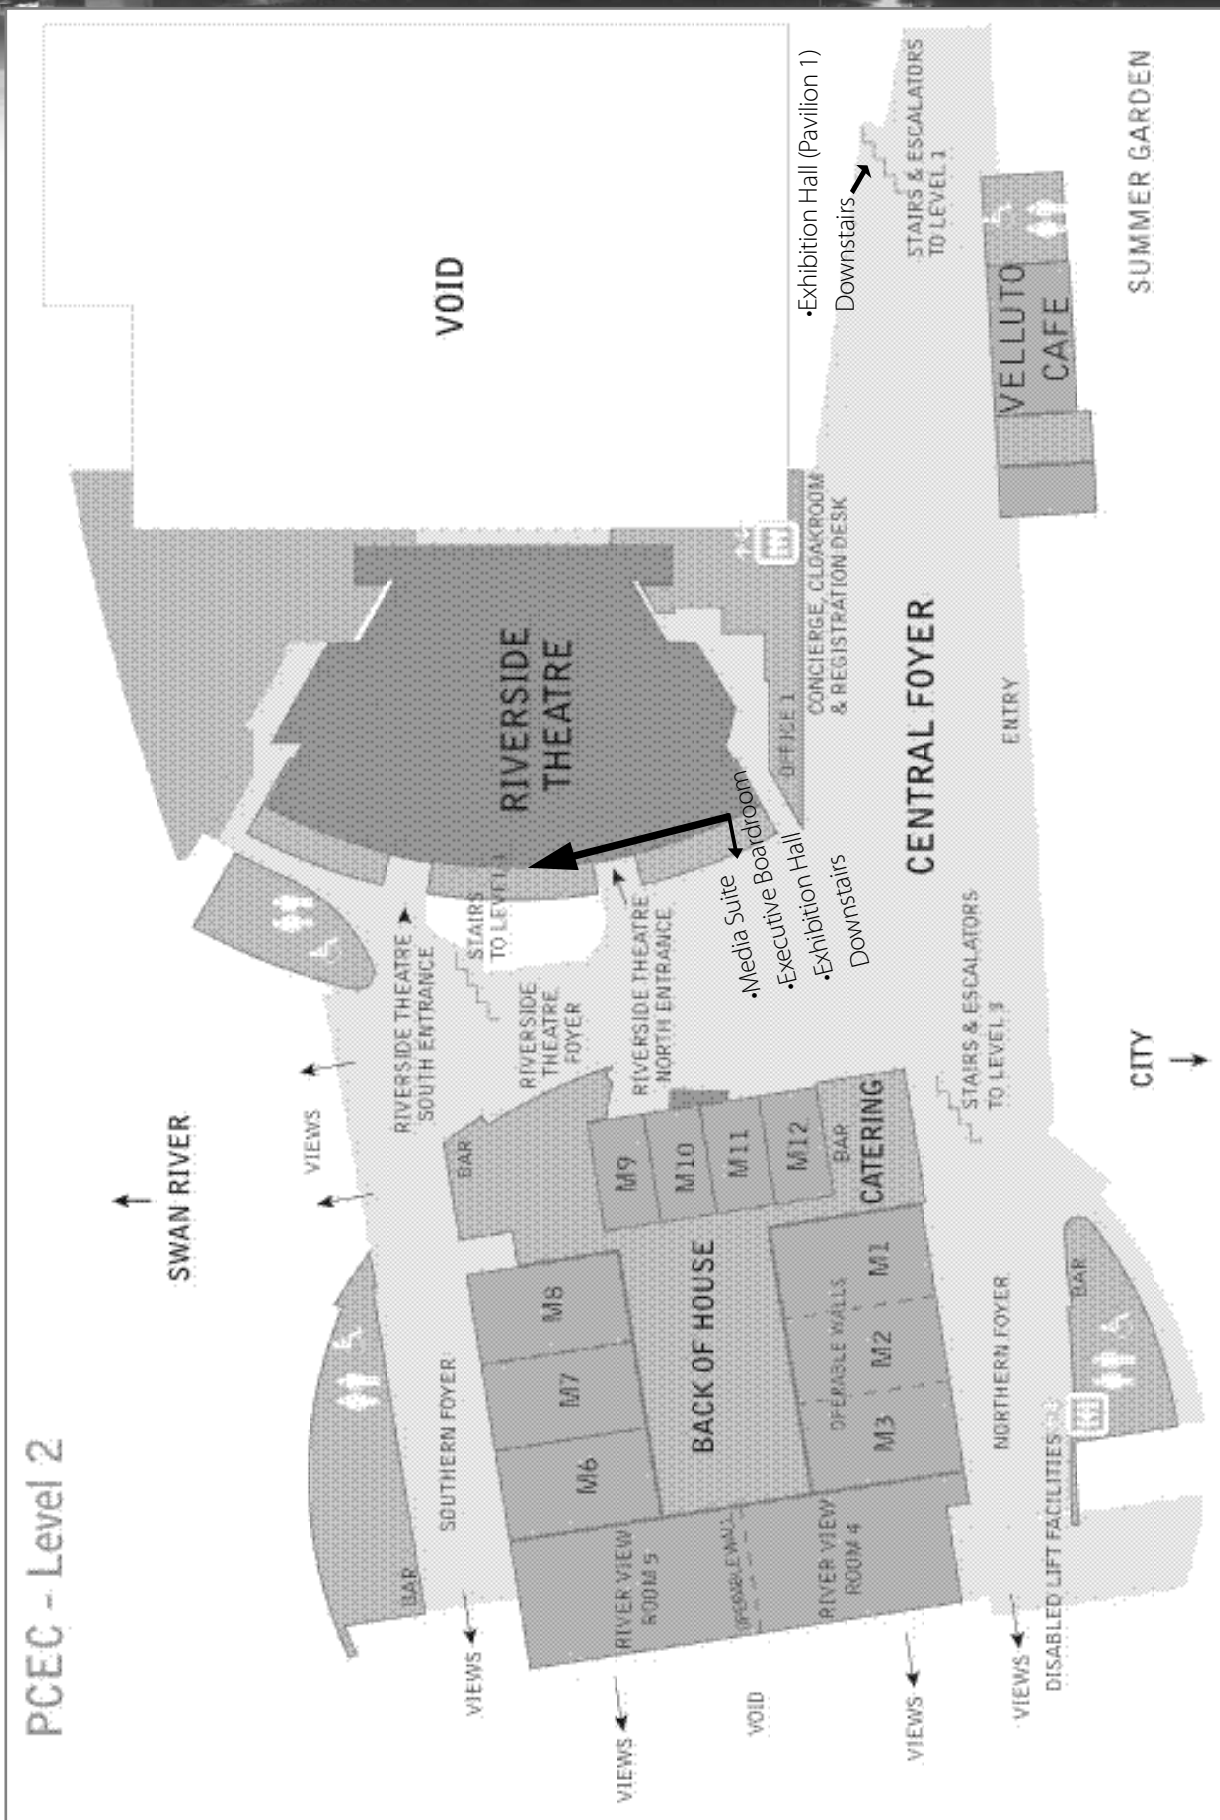 PCEC - Level 2
SWAN RIVER
VIEWS
BAR
SOUTHERN FOYER
VIEWS
BAR
M8
M7
M6
RIVERSIDE THEATRE
SOUTH ENTRANCE
STAIRS
TO LEVEL
RIVERSIDE
THEATRE
FOYER
RIVERSIDE THEATRE
NORTH ENTRANCE
RIVERSIDE
THEATRE
VOID
M9
M10
M11
M12
BAR
CATERING
BACK OF HOUSE
OPERABLE WALLS
M1
M2
M3
RIVER VIEW
ROOM 5
OPERABLE WALL
RIVER VIEW
ROOM 4
VIEWS
VOID
VIEWS
VIEWS
•Media Suite
•Executive Boardroom
•Exhibition Hall
Downstairs
OFFICE 1
CONCIERGE, CLOAKROOM
& REGISTRATION DESK
•Exhibition Hall (Pavilion 1)
Downstairs
STAIRS & ESCALATORS
TO LEVEL 1
CENTRAL FOYER
STAIRS & ESCALATORS
TO LEVEL 3
ENTRY
VELLUTO
CAFE
NORTHERN FOYER
BAR
DISABLED LIFT FACILITIES
CITY
SUMMER GARDEN